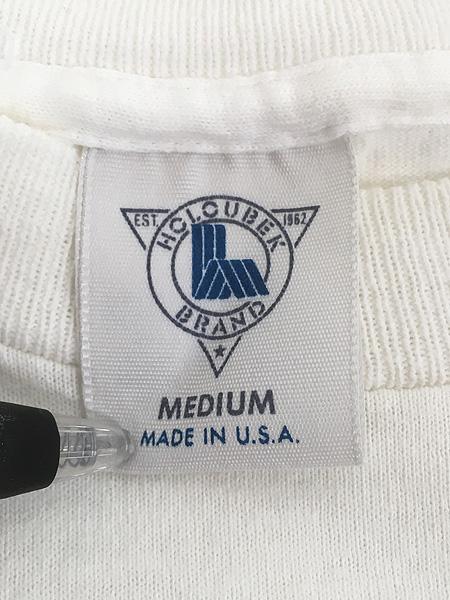 EST. 1962
HOLOUBEK
BRAND
MEDIUM
MADE IN U.S.A.